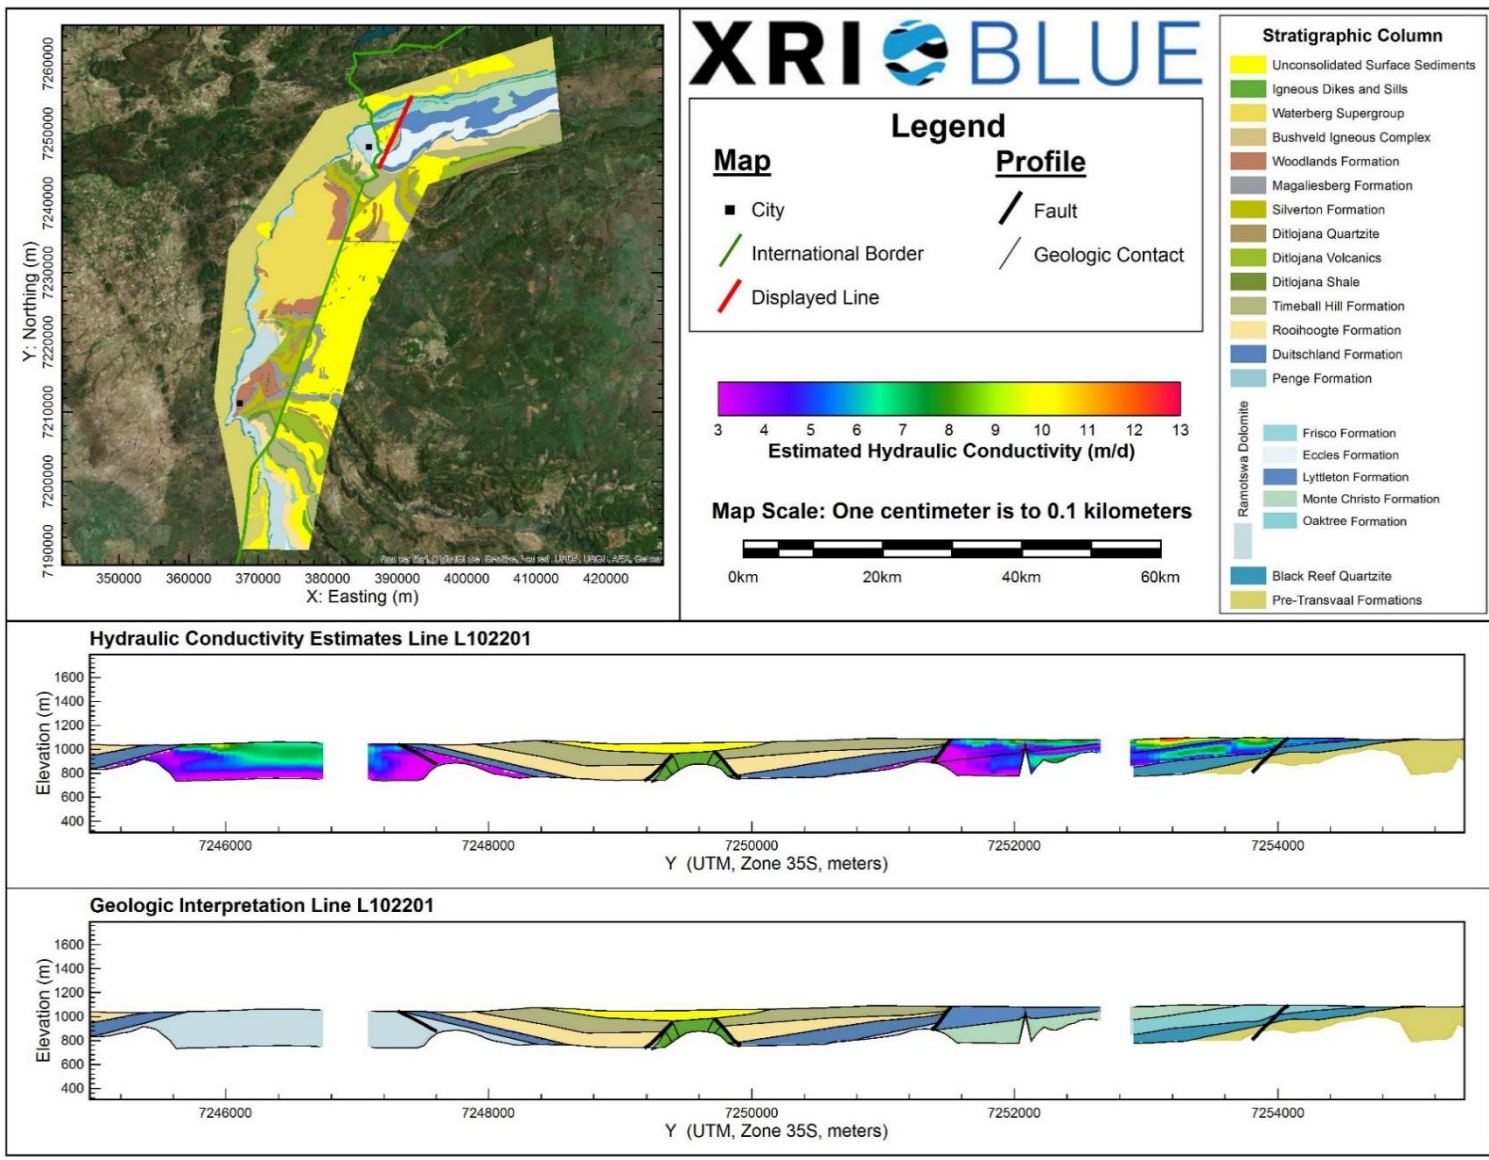 XRI BLUE
Legend
Map
City
International Border
Displayed Line
Profile
Fault
Geologic Contact
3 4 5 6 7 8 9 10 11 12 13
Estimated Hydraulic Conductivity (m/d)
Map Scale: One centimeter is to 0.1 kilometers
0km 20km 40km 60km
Stratigraphic Column
Unconsolidated Surface Sediments
Igneous Dikes and Sills
Waterberg Supergroup
Bushveld Igneous Complex
Woodlands Formation
Magaliesberg Formation
Silverton Formation
Ditlojana Quartzite
Ditlojana Volcanics
Ditlojana Shale
Timeball Hill Formation
Rooihoogte Formation
Duitschland Formation
Penge Formation
Ramotswa Dolomite
Frisco Formation
Eccles Formation
Lyttleton Formation
Monte Christo Formation
Oaktree Formation
Black Reef Quartzite
Pre-Transvaal Formations
Y: Northing (m)
7260000
7250000
7240000
7230000
7220000
7210000
7200000
7190000
350000 360000 370000 380000 390000 400000 410000 420000
X: Easting (m)
Hydraulic Conductivity Estimates Line L102201
Elevation (m)
1600
1400
1200
1000
800
600
400
7246000 7248000 7250000 7252000 7254000
Y (UTM, Zone 35S, meters)
Geologic Interpretation Line L102201
Elevation (m)
1600
1400
1200
1000
800
600
400
7246000 7248000 7250000 7252000 7254000
Y (UTM, Zone 35S, meters)